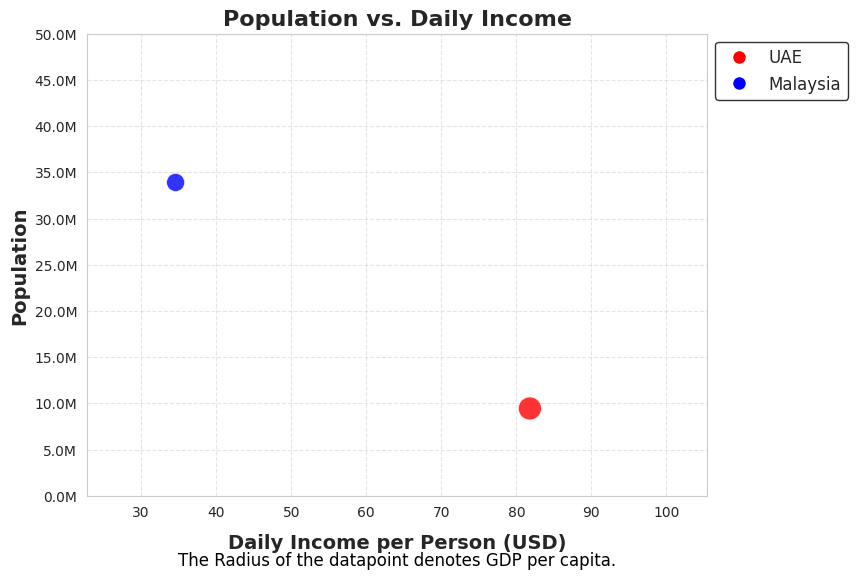 Population vs. Daily Income
50.0M
45.0M
40.0M
35.0M
30.0M
25.0M
20.0M
15.0M
10.0M
5.0M
0.0M
Population
30 40 50 60 70 80 90 100
Daily Income per Person (USD)
The Radius of the datapoint denotes GDP per capita.
UAE
Malaysia